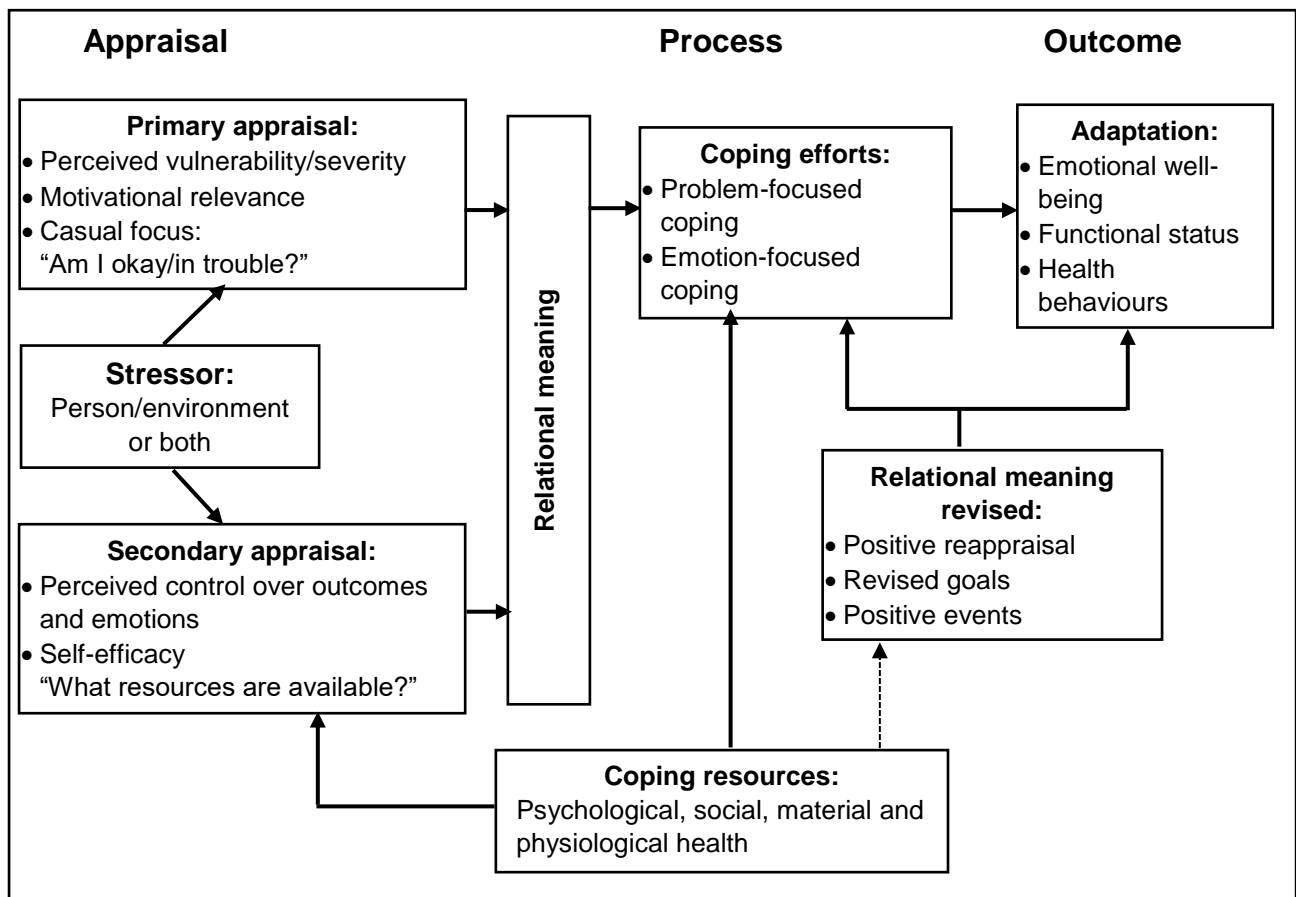 Appraisal
Process
Outcome
Primary appraisal:
• Perceived vulnerability/severity
• Motivational relevance
• Casual focus:
“Am I okay/in trouble?”
Stressor:
Person/environment
or both
Secondary appraisal:
• Perceived control over outcomes
and emotions
• Self-efficacy
“What resources are available?”
Relational meaning
Coping efforts:
• Problem-focused
coping
• Emotion-focused
coping
Adaptation:
• Emotional well-
being
• Functional status
• Health
behaviours
Relational meaning
revised:
• Positive reappraisal
• Revised goals
• Positive events
Coping resources:
Psychological, social, material and
physiological health